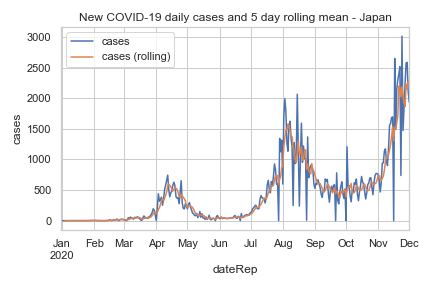 New COVID-19 daily cases and 5 day rolling mean - Japan
cases
cases (rolling)
3000
2500
2000
1500
1000
500
0
cases
Jan Feb Mar Apr May Jun Jul Aug Sep Oct Nov Dec
2020
dateRep